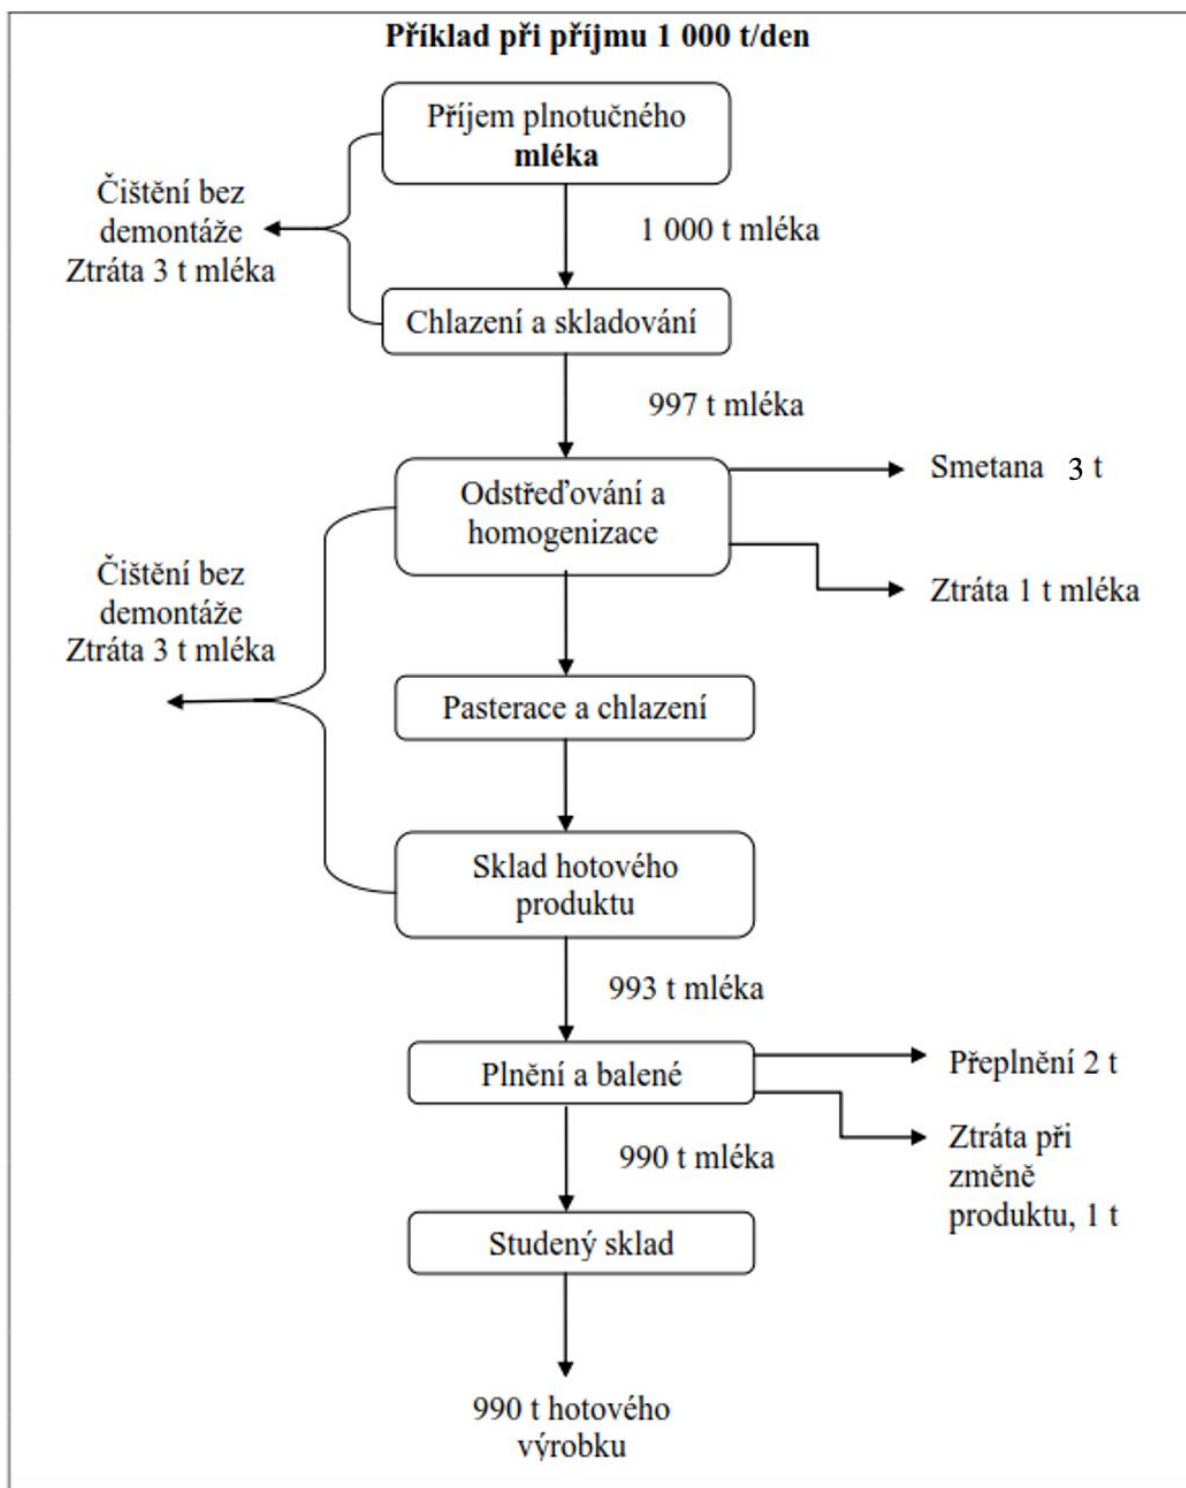 Příklad při příjmu 1 000 t/den
Příjem plnotučného
mléka
Čištění bez
demontáže
Ztráta 3 t mléka
1 000 t mléka
Chlazení a skladování
997 t mléka
Odstřeďování a
homogenizace
Smetana 3 t
Ztráta 1 t mléka
Čištění bez
demontáže
Ztráta 3 t mléka
Pasterace a chlazení
Sklad hotového
produktu
993 t mléka
Plnění a balené
Přeplnění 2 t
Ztráta při
změně
produktu, 1 t
990 t mléka
Studený sklad
990 t hotového
výrobku